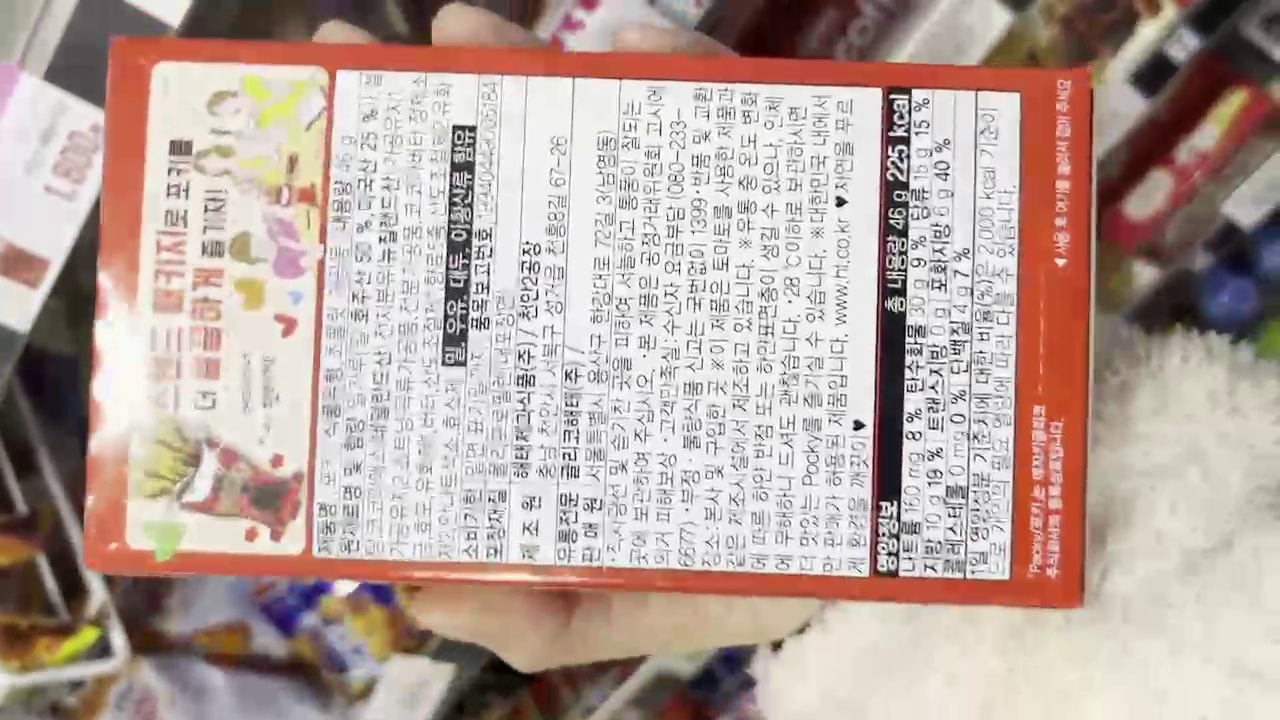 1,800
스탠드 패키지로 포키를
더 즐기자!
제품명 포키 식품유형 초콜릿 내용량 46 g
원재료명 및 함량 호주산 50 %, 미국산 25 %
네덜란드산 전지분유(뉴질랜드산) 가공유지1,
가공유지2,쇼트닝,곡류가공품,전분가공품,코코아버터 정제소
효모,유화제 버터,산도조절제 향료 산도조절제2,유화
효소제 밀, 우유, 대두, 아황산류 함유
소비기한 밑면 표기일까지 품목보고번호
포장재질 폴리프로필렌(내포장면)
제 조 원 해태제과식품(주) / 천안2공장
충남 천안시 서북구 성거읍 천흥8길 67-26
유통전문 글리코해태(주) /
판 매 원 서울특별시 용산구 한강대로 72길 3(남영동)
·직사광선 및 습기찬 곳을 피하여 서늘하고 통풍이 잘되는
곳에 보관하여 주십시오. ·본 제품은 공정거래위원회 고시에
의거 피해보상 ·고객만족실:수신자 요금부담 (080-233-
6677) ·부정 · 불량식품 신고는 국번없이 1399·반품 및 교환
장소:본사 및 구입한 곳 ※이 제품은 토마토를 사용한 제품과
같은 제조시설에서 제조하고 있습니다. ※유통 중 온도 변화
에 따르 하얀 반점 또는 하얀표면층이 생길 수 있으나, 인체
에 무해하니 드셔도 괜찮습니다. ·28 ℃이하로 보관하시면
더 맛있는 Pocky를 즐기실 수 있습니다. ※대한민국 내에서
만 판매가 허용된 제품입니다. www.ht.co.kr ♥자연을 푸르
게 환경을 깨끗이♥
영양정보 총 내용량 46 g 225 kcal
나트륨 160 mg 8 % 탄수화물 30 g 9 % 당류 15 g 15 %
지방 10 g 19 % 트랜스지방 0 g 포화지방 6 g 40 %
콜레스테롤 0 mg 0 % 단백질 4 g 7 %
1일 영양성분 기준치에 대한 비율(%)은 2,000 kcal 기준이
므로 개인의 필요 열량에 따라 다를 수 있습니다.
"Pocky/포키"는 에자키글리코
주식회사의 등록상표입니다.
◀ 사용 후 여기를 눌러서 접어 주세요